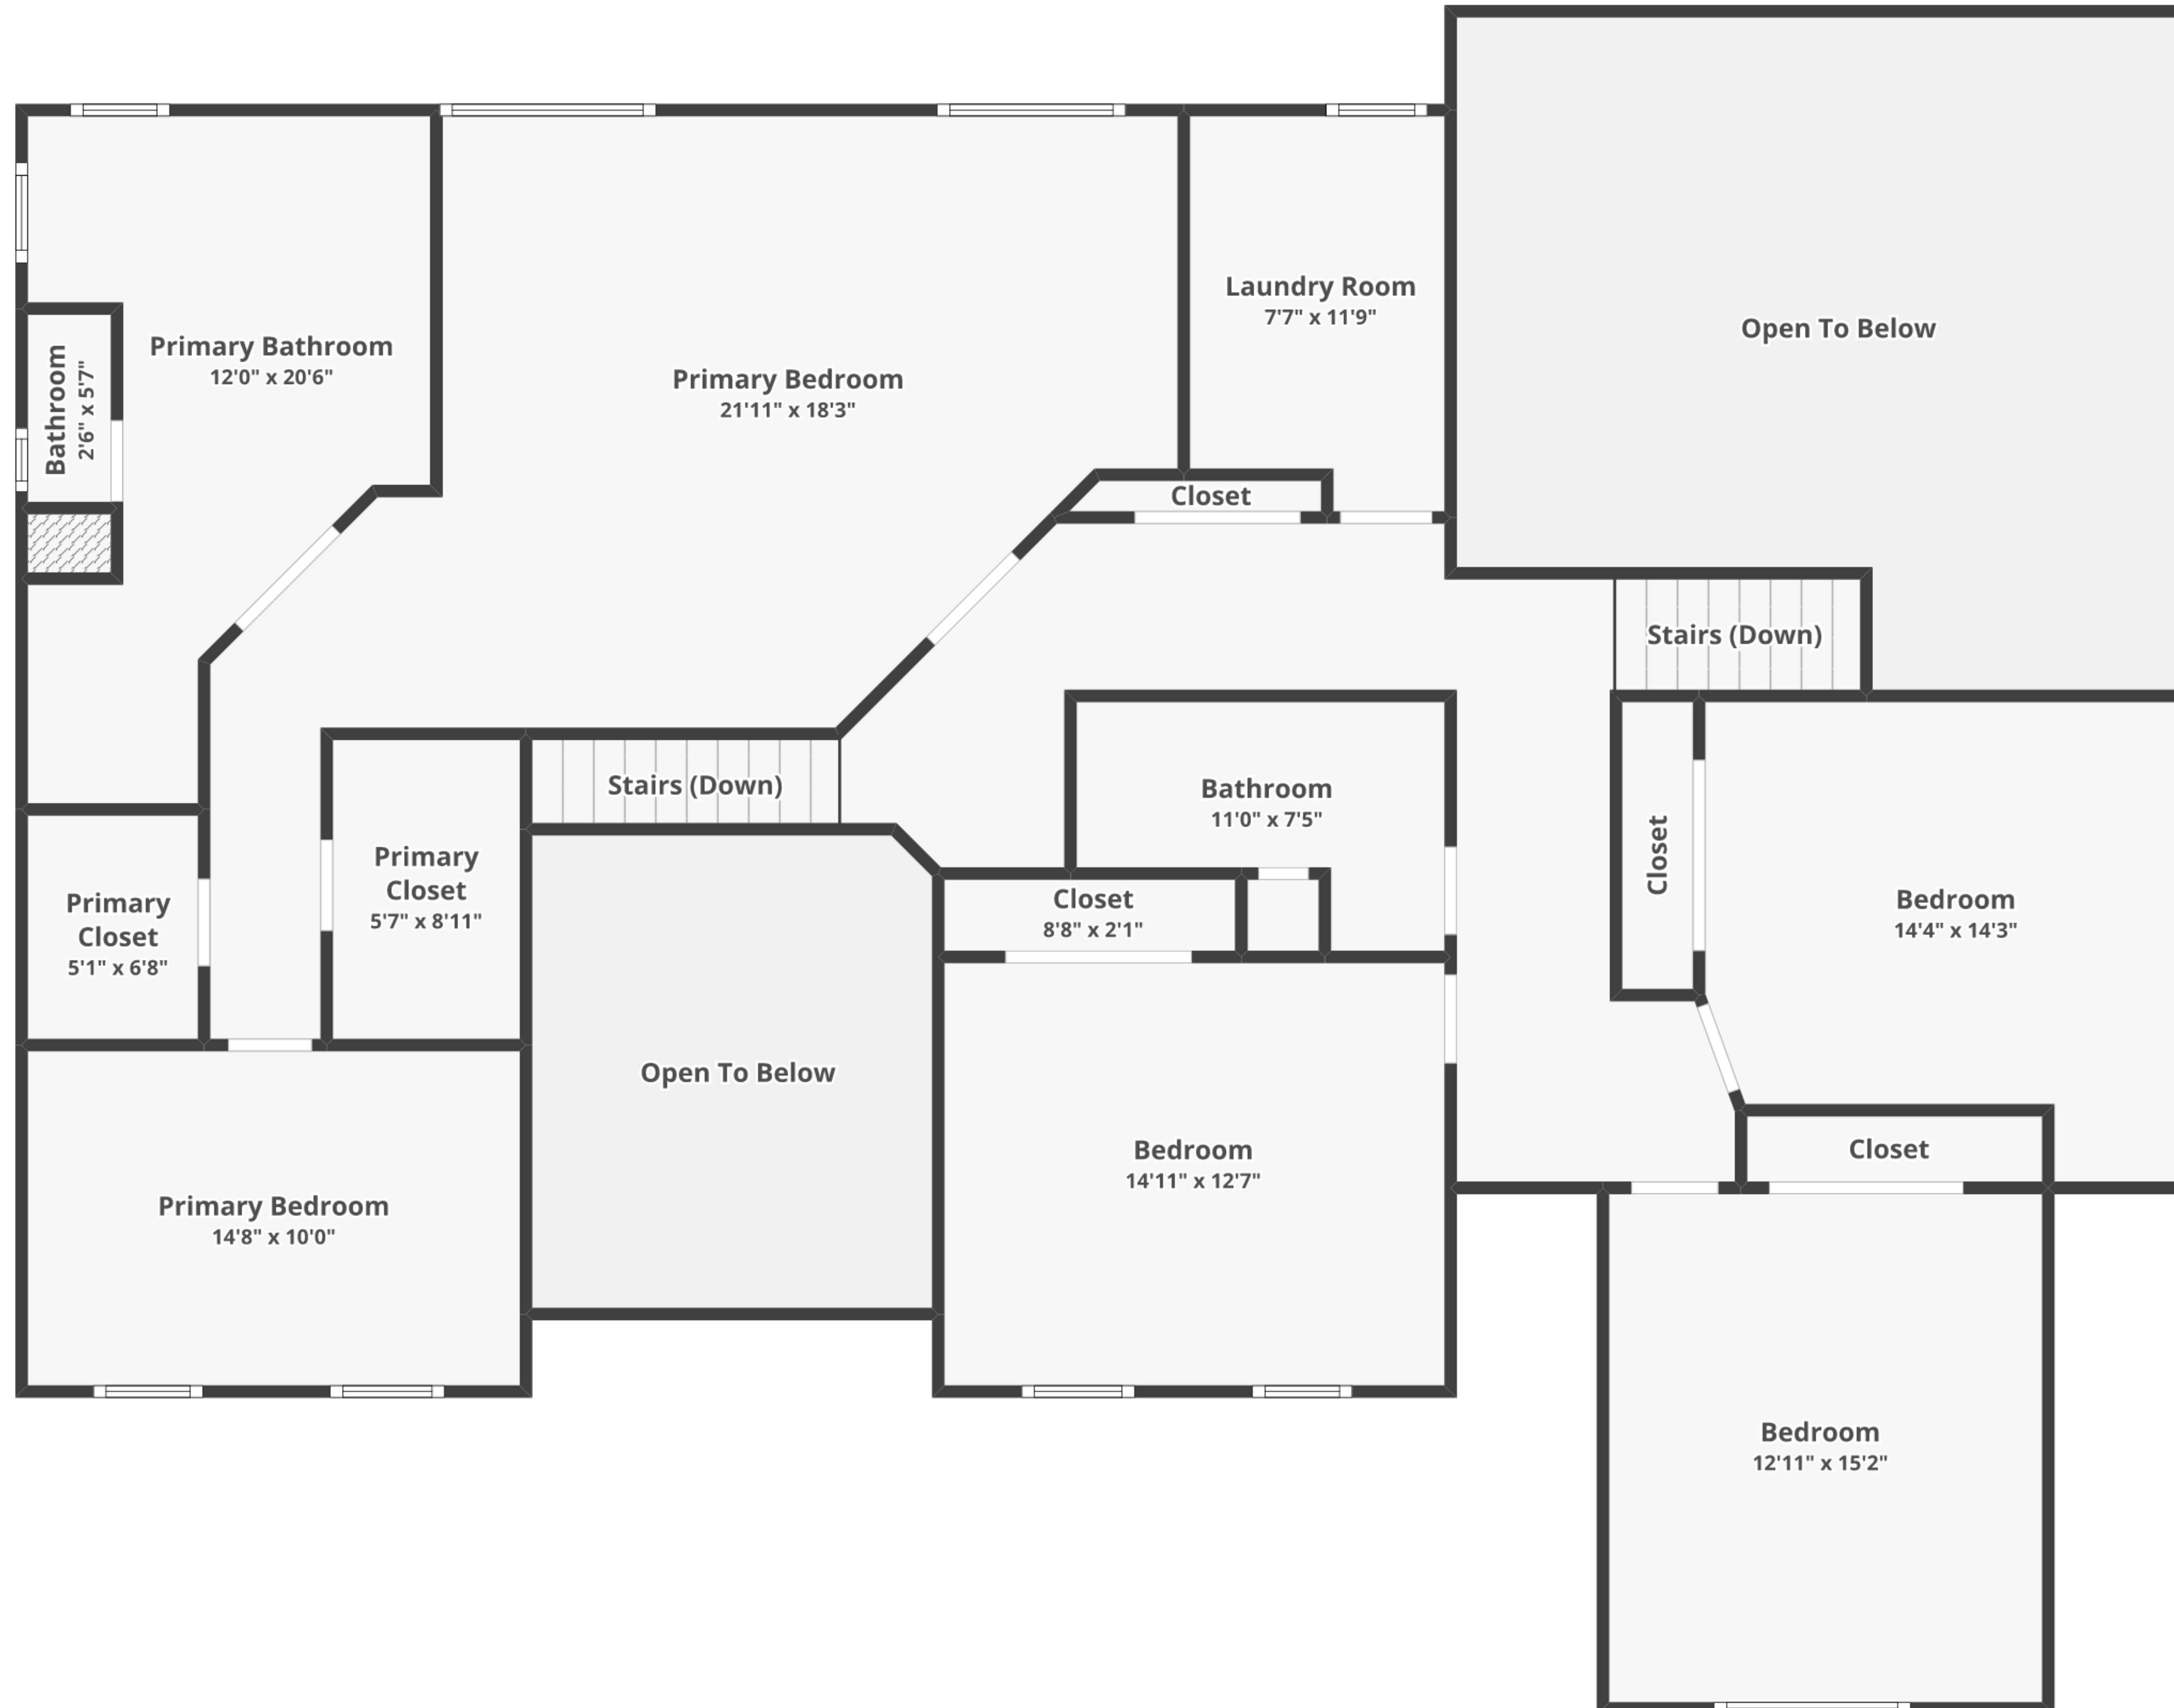 Laundry Room
7'7" x 11'9"
Open To Below
Primary Bathroom
12'0" x 20'6"
Bathroom
2'6" x 5'7"
Primary Bedroom
21'11" x 18'3"
Closet
Stairs (Down)
Stairs (Down)
Bathroom
11'0" x 7'5"
Closet
Primary
Closet
5'7" x 8'11"
Primary
Closet
5'1" x 6'8"
Closet
8'8" x 2'1"
Bedroom
14'4" x 14'3"
Open To Below
Bedroom
14'11" x 12'7"
Closet
Primary Bedroom
14'8" x 10'0"
Bedroom
12'11" x 15'2"